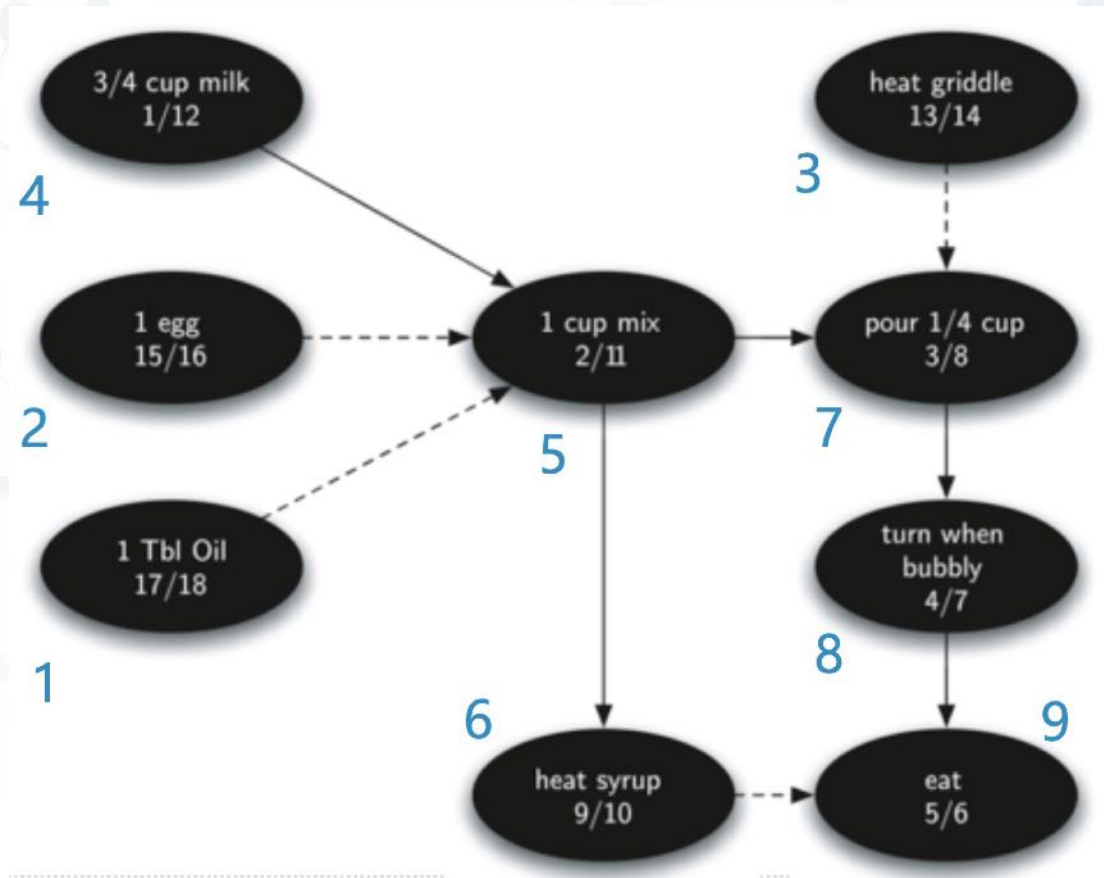 3/4 cup milk
1/12
4
heat griddle
13/14
3
1 egg
15/16
2
1 cup mix
2/11
5
pour 1/4 cup
3/8
7
1 Tbl Oil
17/18
1
turn when
bubbly
4/7
8
6
heat syrup
9/10
9
eat
5/6